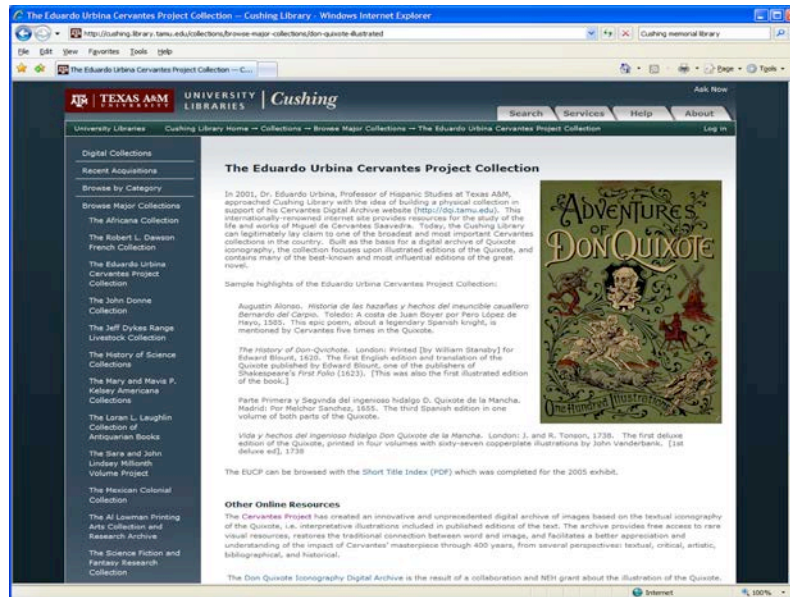 The Eduardo Urbina Cervantes Project Collection — Cushing Library - Windows Internet Explorer
http://cushing.library.tamu.edu/collections/browse-major-collections/don-quixote-illustrated
Cushing memorial library
File Edit View Favorites Tools Help
The Eduardo Urbina Cervantes Project Collection — C...
Page Tools
Ask Now
TEXAS A&M UNIVERSITY
UNIVERSITY LIBRARIES
Cushing
Search Services Help About
University Libraries Cushing Library Home → Collections → Browse Major Collections → The Eduardo Urbina Cervantes Project Collection Log in
Digital Collections
Recent Acquisitions
Browse by Category
Browse Major Collections
The Africana Collection
The Robert L. Dawson
French Collection
The Eduardo Urbina
Cervantes Project
Collection
The John Donne
Collection
The Jeff Dykes Range
Livestock Collection
The History of Science
Collections
The Mary and Mavis P.
Kelsey Americana
Collections
The Loran L. Laughlin
Collection of
Antiquarian Books
The Sara and John
Lindsey Millionth
Volume Project
The Mexican Colonial
Collection
The Al Lowman Printing
Arts Collection and
Research Archive
The Science Fiction and
Fantasy Research
Collection
The Eduardo Urbina Cervantes Project Collection
In 2001, Dr. Eduardo Urbina, Professor of Hispanic Studies at Texas A&M,
approached Cushing Library with the idea of building a physical collection in
support of his Cervantes Digital Archive website (http://dqi.tamu.edu). This
internationally-renowned internet site provides resources for the study of the
life and works of Miguel de Cervantes Saavedra. Today, the Cushing Library
can legitimately lay claim to one of the broadest and most important Cervantes
collections in the country. Built as the basis for a digital archive of Quixote
iconography, the collection focuses upon illustrated editions of the Quixote, and
contains many of the best-known and most influential editions of the great
novel.
Sample highlights of the Eduardo Urbina Cervantes Project Collection:
Augustin Alonso. Historia de las hazañas y hechos del meuncible cauallero
Bernardo del Carpio. Toledo: A costa de Juan Boyer por Pero López de
Hayo, 1585. This epic poem, about a legendary Spanish knight, is
mentioned by Cervantes five times in the Quixote.
The History of Don-Qvichote. London: Printed [by William Stansby] for
Edward Blount, 1620. The first English edition and translation of the
Quixote published by Edward Blount, one of the publishers of
Shakespeare's First Folio (1623). [This was also the first illustrated edition
of the book.]
Parte Primera y Segvnda del ingenioso hidalgo D. Quixote de la Mancha.
Madrid: Por Melchor Sanchez, 1655. The third Spanish edition in one
volume of both parts of the Quixote.
Vida y hechos del ingenioso hidalgo Don Quixote de la Mancha. London: J. and R. Tonson, 1738. The first deluxe
edition of the Quixote, printed in four volumes with sixty-seven copperplate illustrations by John Vanderbank. [1st
deluxe ed], 1738
The EUCP can be browsed with the Short Title Index (PDF) which was completed for the 2005 exhibit.
ADVENTURES
OF
DON QUIXOTE
One Hundred Illustrations
Other Online Resources
The Cervantes Project has created an innovative and unprecedented digital archive of images based on the textual iconography
of the Quixote, i.e. interpretative illustrations included in published editions of the text. The archive provides free access to rare
visual resources, restores the traditional connection between word and image, and facilitates a better appreciation and
understanding of the impact of Cervantes' masterpiece through 400 years, from several perspectives: textual, critical, artistic,
bibliographical, and historical.
The Don Quixote Iconography Digital Archive is the result of a collaboration and NEH grant about the illustration of the Quixote.
Internet 100%